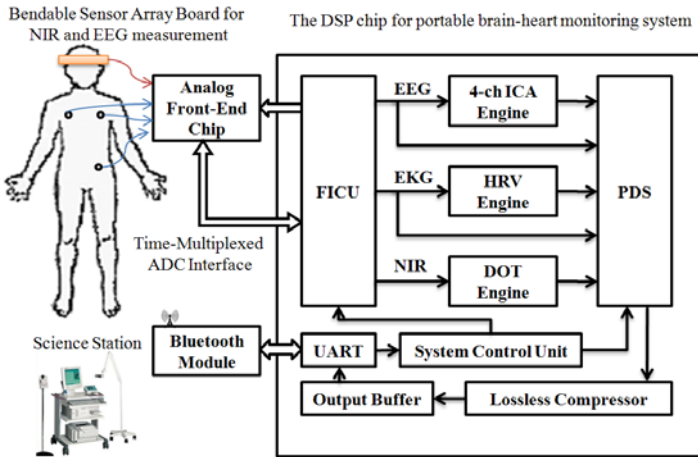 Bendable Sensor Array Board for
NIR and EEG measurement
The DSP chip for portable brain-heart monitoring system
Analog
Front-End
Chip
FICU
EEG
4-ch ICA
Engine
EKG
HRV
Engine
PDS
NIR
DOT
Engine
Time-Multiplexed
ADC Interface
Science Station
Bluetooth
Module
UART
System Control Unit
Output Buffer
Lossless Compressor